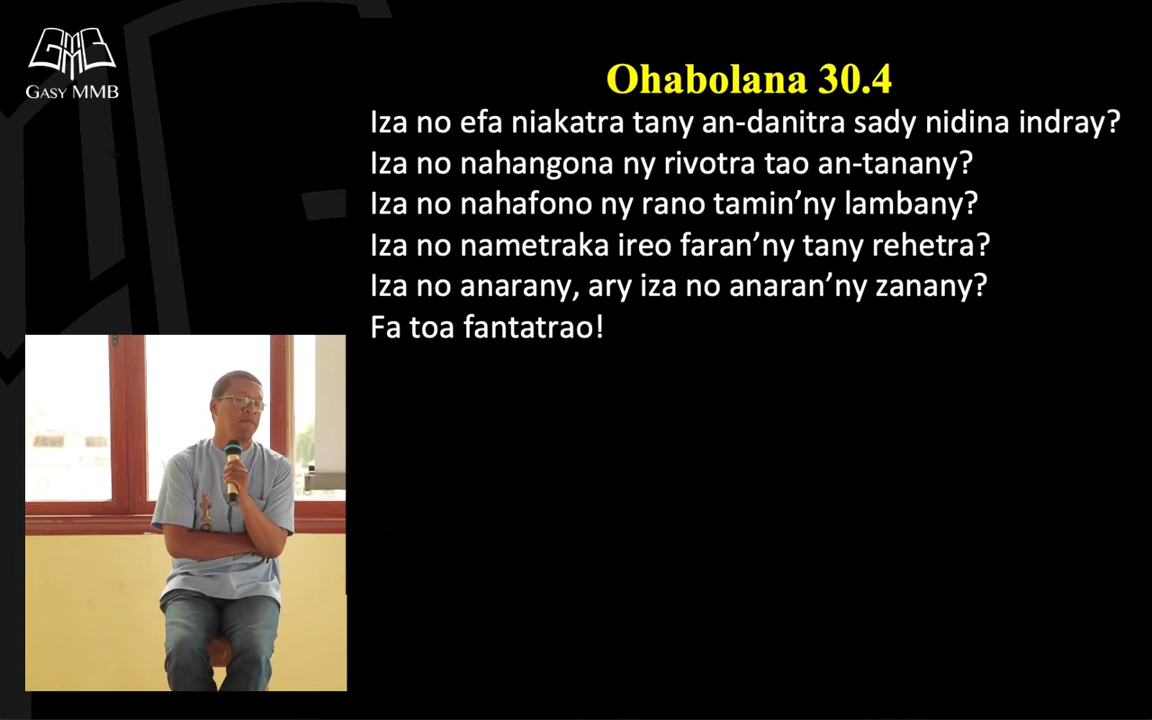 GMMB
GASY MMB
Ohabolana 30.4
Iza no efa niakatra tany an-danitra sady nidina indray?
Iza no nahangona ny rivotra tao an-tanany?
Iza no nahafono ny rano tamin’ny lambany?
Iza no nametraka ireo faran’ny tany rehetra?
Iza no anarany, ary iza no anaran’ny zanany?
Fa toa fantatrao!